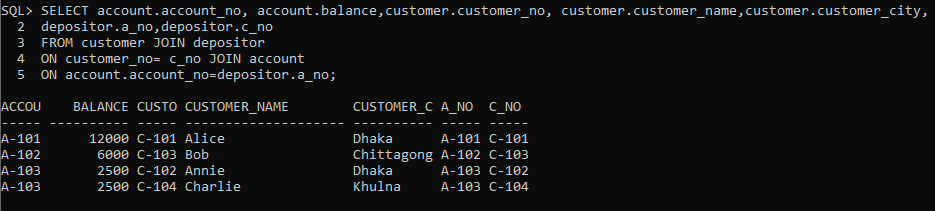 SQL> SELECT account.account_no, account.balance,customer.customer_no, customer.customer_name,customer.customer_city,
  2  depositor.a_no,depositor.c_no
  3  FROM customer JOIN depositor
  4  ON customer_no= c_no JOIN account
  5  ON account.account_no=depositor.a_no;
ACCOU    BALANCE CUSTO CUSTOMER_NAME        CUSTOMER_C A_NO  C_NO
----- ---------- ----- -------------------- ---------- ----- -----
A-101      12000 C-101 Alice                Dhaka      A-101 C-101
A-102       6000 C-103 Bob                  Chittagong A-102 C-103
A-103       2500 C-102 Annie                Dhaka      A-103 C-102
A-103       2500 C-104 Charlie              Khulna     A-103 C-104